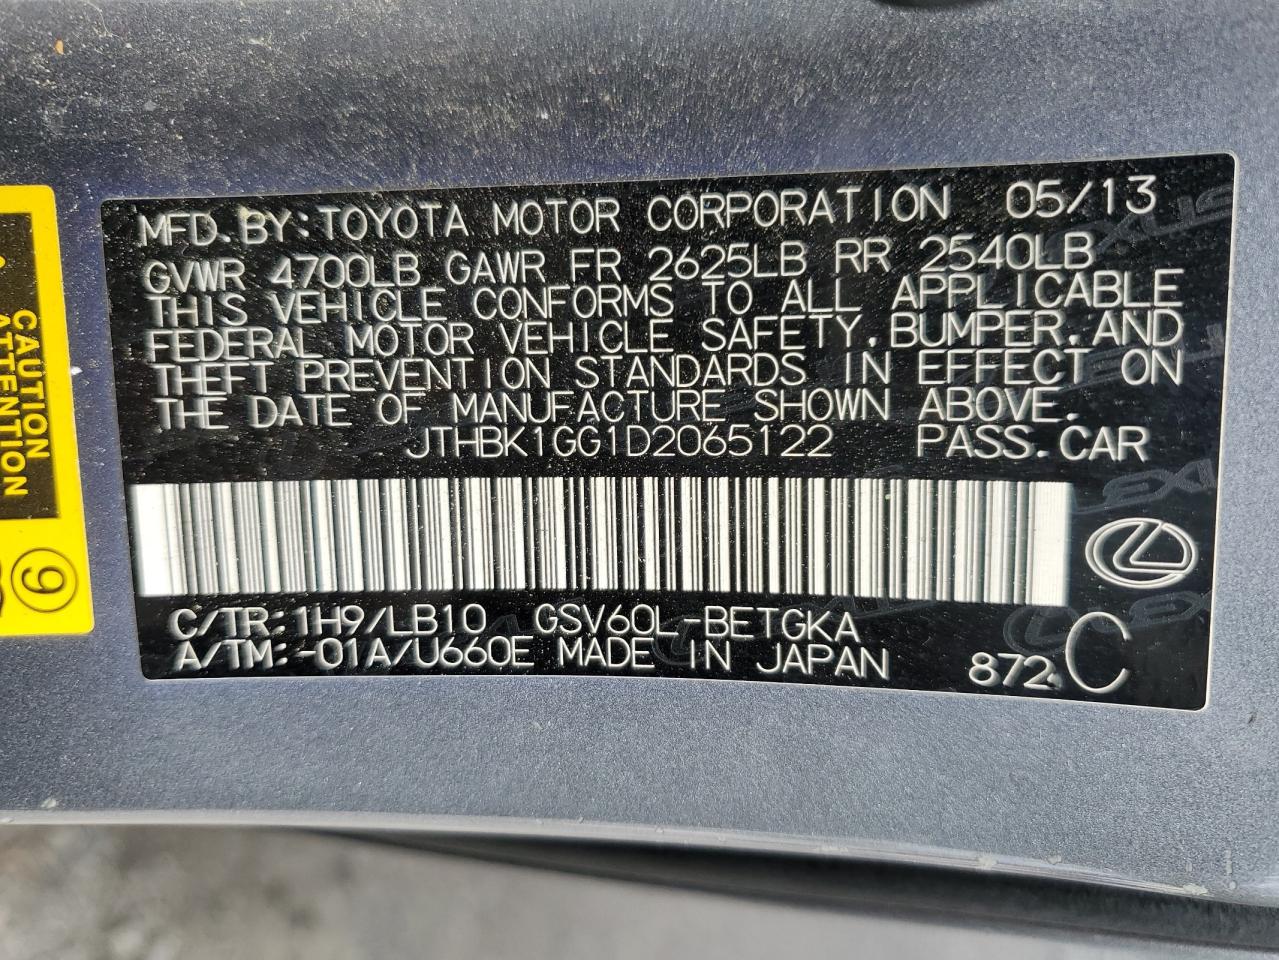 MFD. BY: TOYOTA MOTOR CORPORATION 05/13
GVWR 4700LB GAWR FR 2625LB RR 2540LB
THIS VEHICLE CONFORMS TO ALL APPLICABLE
FEDERAL MOTOR VEHICLE SAFETY, BUMPER, AND
THEFT PREVENTION STANDARDS IN EFFECT ON
THE DATE OF MANUFACTURE SHOWN ABOVE.
JTHBK1GG1D2065122 PASS. CAR
C/TR: 1H9/LB10 GSV60L-BETGKA
A/TM: -01A/U660E MADE IN JAPAN 872 C
CAUTION
ATTENTION
9